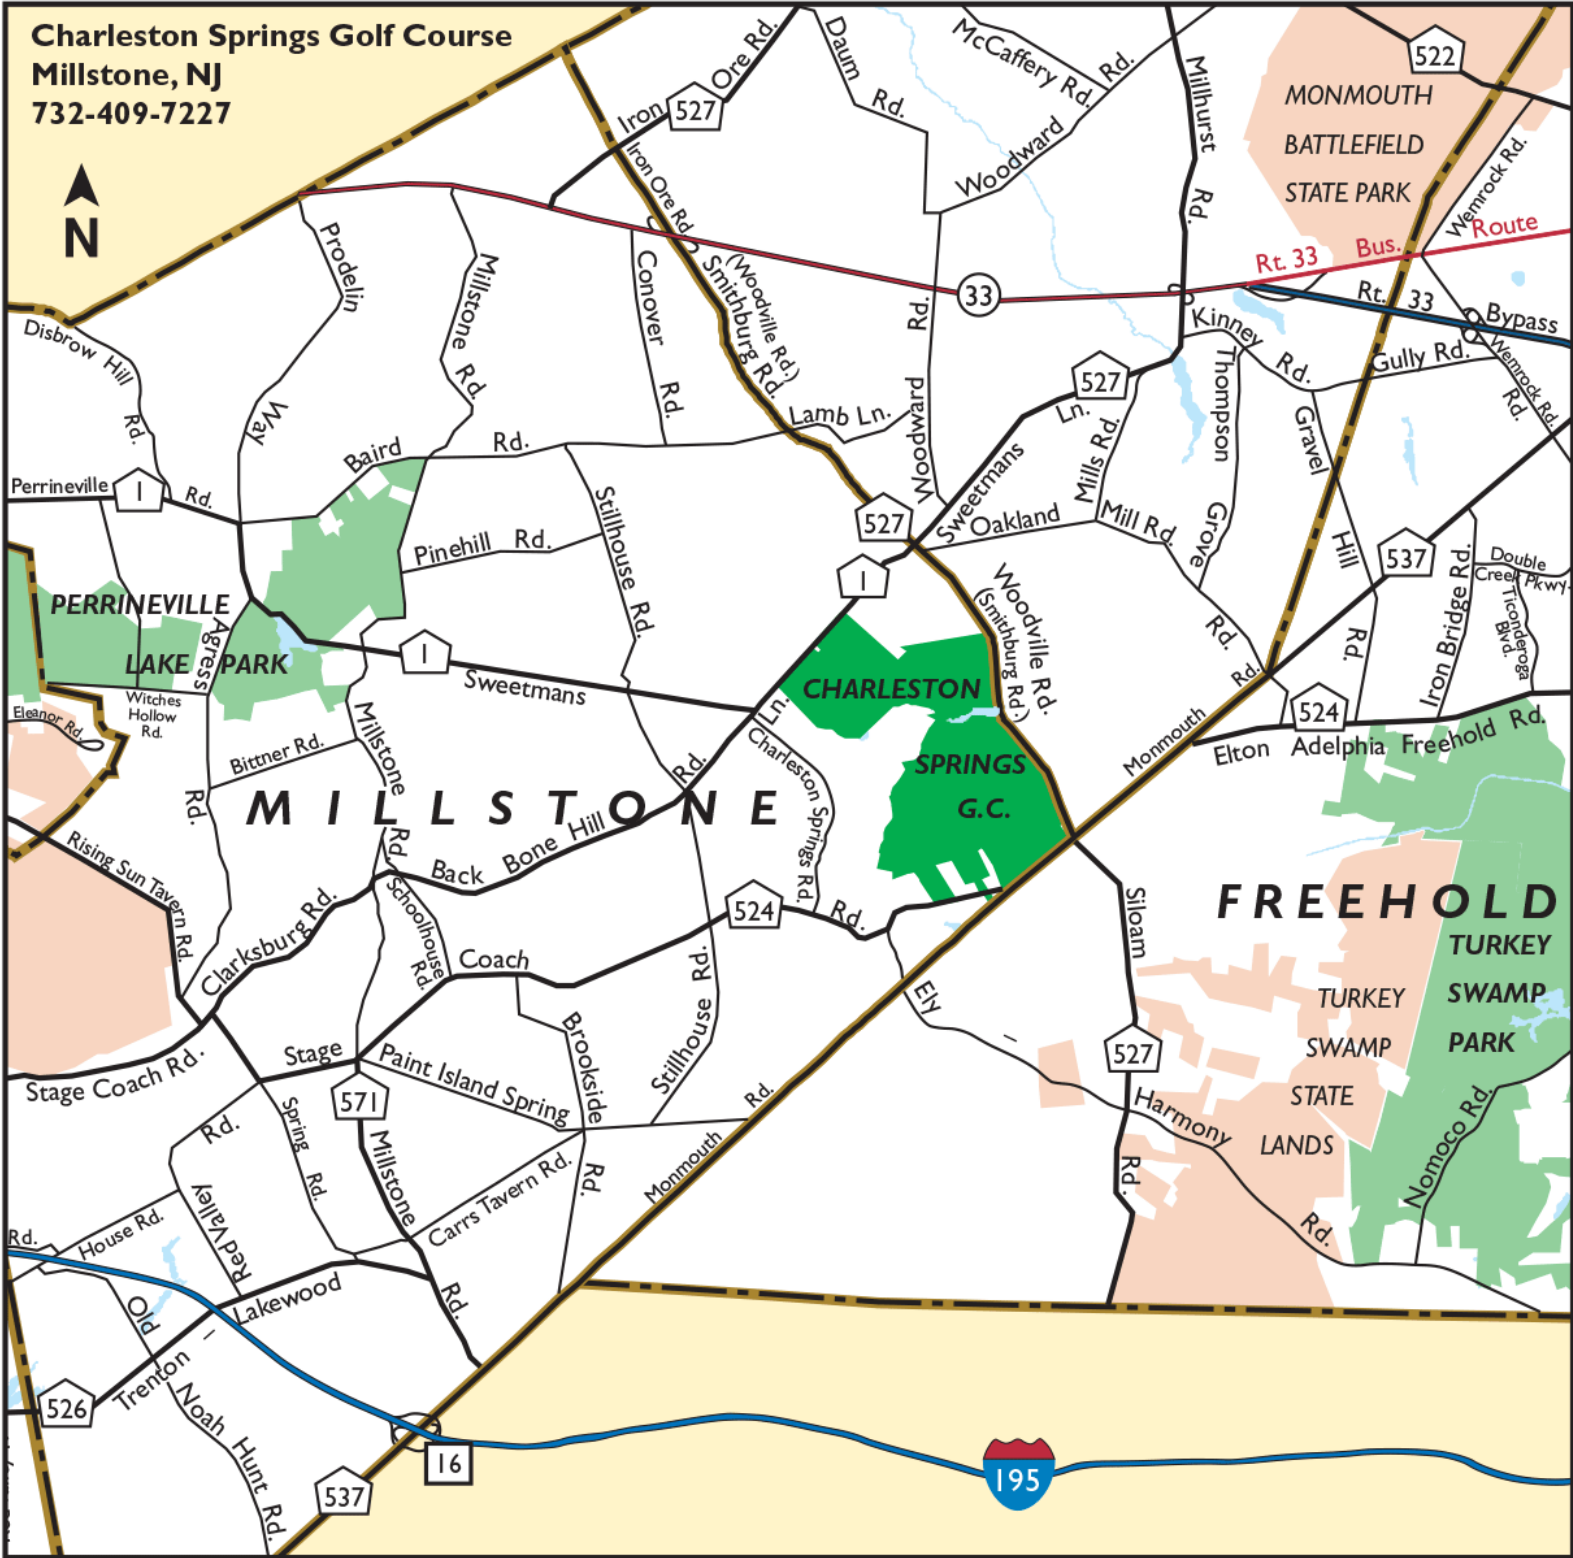 Charleston Springs Golf Course
Millstone, NJ
732-409-7227
N
Iron Ore Rd.
527
Daum Rd.
McCaffery Rd.
Woodward Rd.
Millhurst Rd.
522
MONMOUTH
BATTLEFIELD
STATE PARK
Wemrock Rd.
Rt. 33 Bus. Route
Rt. 33 Bypass
Wemrock Rd.
Rd.
33
Iron Ore Rd.
Smithburg Rd.
(Woodville Rd.)
Prodelin Way
Millstone Rd.
Conover Rd.
Woodward Rd.
Disbrow Hill Rd.
Perrineville Rd.
1
Baird Rd.
Lamb Ln.
527
Sweetmans Ln.
527
Kinney Rd.
Gully Rd.
Thompson Grove
Gravel Hill Rd.
Mills Rd.
Oakland
Mill Rd.
Rd.
Pinehill Rd.
Stillhouse Rd.
1
537
Double
Creek Pkwy.
Ticonderoga
Blvd.
Iron Bridge Rd.
Woodville Rd.
(Smithburg Rd.)
PERRINEVILLE
LAKE PARK
Agress Rd.
Witches
Hollow
Rd.
Eleanor Rd.
1
Sweetmans Ln.
CHARLESTON
SPRINGS
G.C.
Charleston Springs Rd.
Monmouth Rd.
524
Elton Adelphia Freehold Rd.
Bittner Rd.
Millstone Rd.
MILLSTONE
Back Bone Hill Rd.
Rising Sun Tavern Rd.
Clarksburg Rd.
Schoolhouse
Rd.
524
Rd.
Coach
Stage
Stage Coach Rd.
FREEHOLD
TURKEY
SWAMP
PARK
TURKEY
SWAMP
STATE
LANDS
Siloam Rd.
527
Ely – Harmony Rd.
Nomoco Rd.
Stillhouse Rd.
Brookside Rd.
Paint Island Spring
Rd.
571
Millstone Rd.
Spring Rd.
Carrs Tavern Rd.
Monmouth Rd.
Red Valley
Rd.
House Rd.
Rd.
Old
Noah Hunt Rd.
Trenton – Lakewood
526
16
537
195